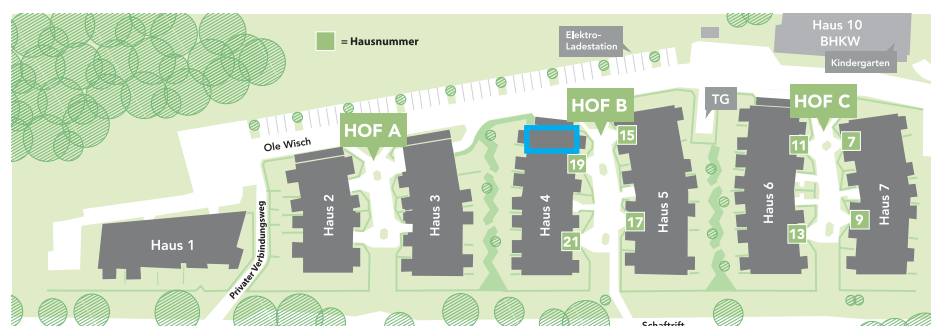 Haus 10
BHKW
Kindergarten
Elektro-
Ladestation
= Hausnummer
TG
HOF A
HOF B
HOF C
Ole Wisch
15
19
11
7
21
17
13
9
Haus 1
Haus 2
Haus 3
Haus 4
Haus 5
Haus 6
Haus 7
Privater Verbindungsweg
Schaftrift